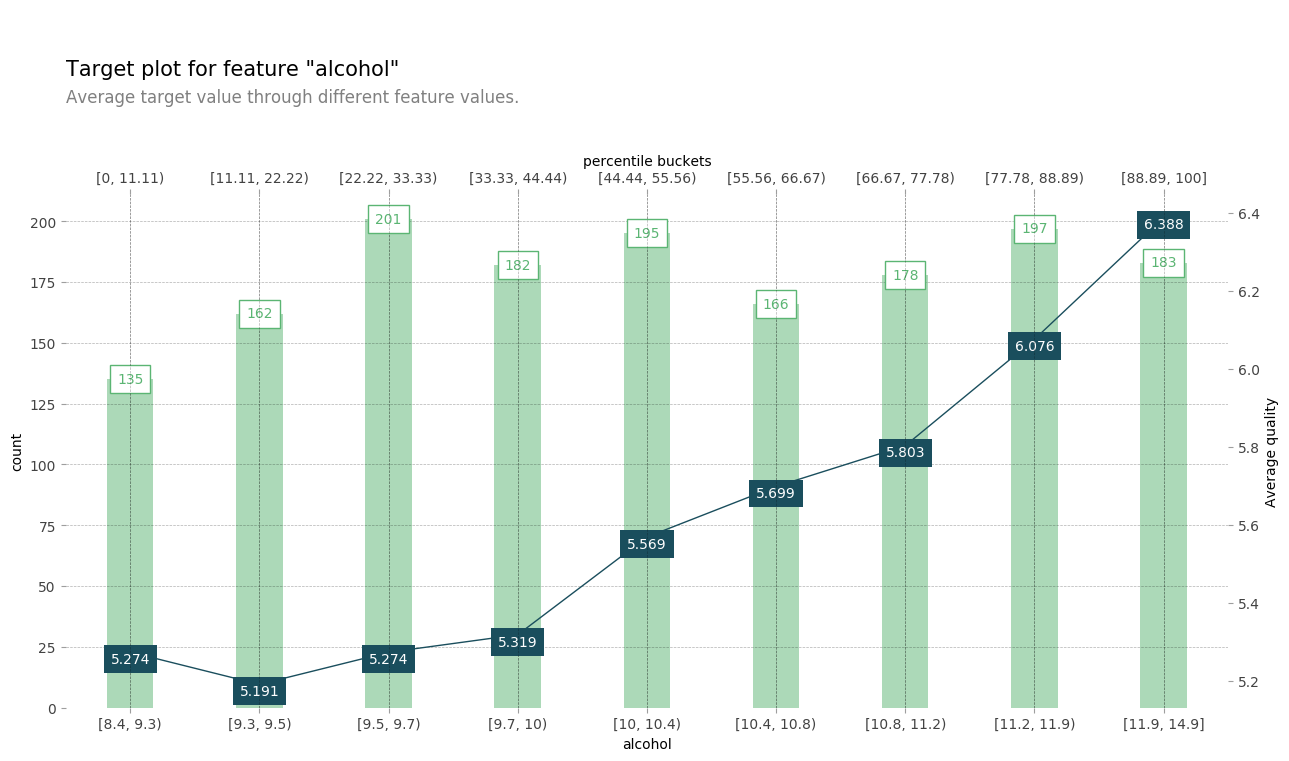 Target plot for feature "alcohol"
Average target value through different feature values.
percentile buckets
[0, 11.11) [11.11, 22.22) [22.22, 33.33) [33.33, 44.44) [44.44, 55.56) [55.56, 66.67) [66.67, 77.78) [77.78, 88.89) [88.89, 100]
200
175
150
125
100
75
50
25
0
count
135 162 201 182 195 166 178 197 183
5.274 5.191 5.274 5.319 5.569 5.699 5.803 6.076 6.388
6.4
6.2
6.0
5.8
5.6
5.4
5.2
Average quality
[8.4, 9.3) [9.3, 9.5) [9.5, 9.7) [9.7, 10) [10, 10.4) [10.4, 10.8) [10.8, 11.2) [11.2, 11.9) [11.9, 14.9]
alcohol